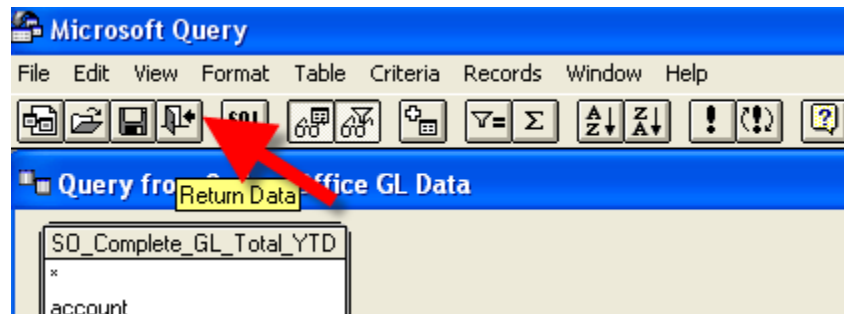 Microsoft Query
File Edit View Format Table Criteria Records Window Help
SQL
Query from Office GL Data
Return Data
SO_Complete_GL_Total_YTD
*
account